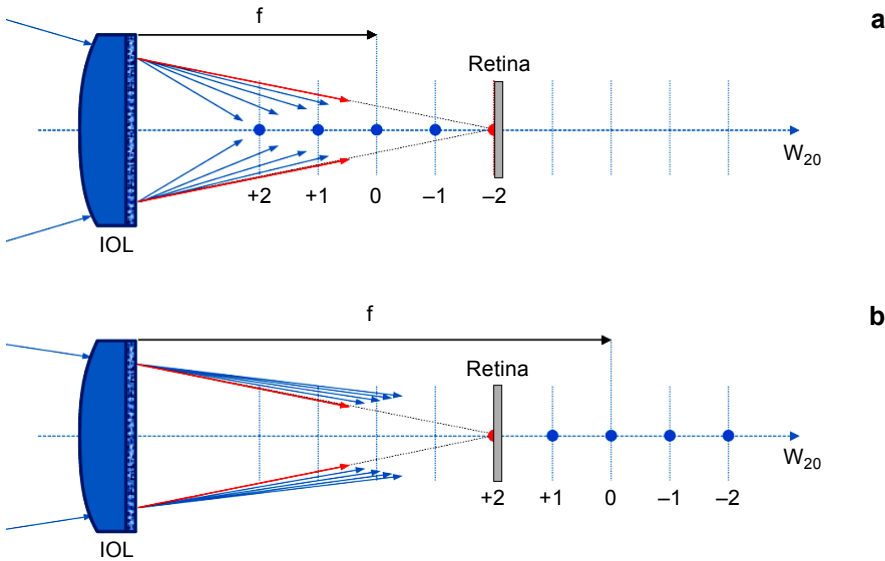 f
a
Retina
W20
+2 +1 0 –1 –2
IOL
f
b
Retina
W20
+2 +1 0 –1 –2
IOL